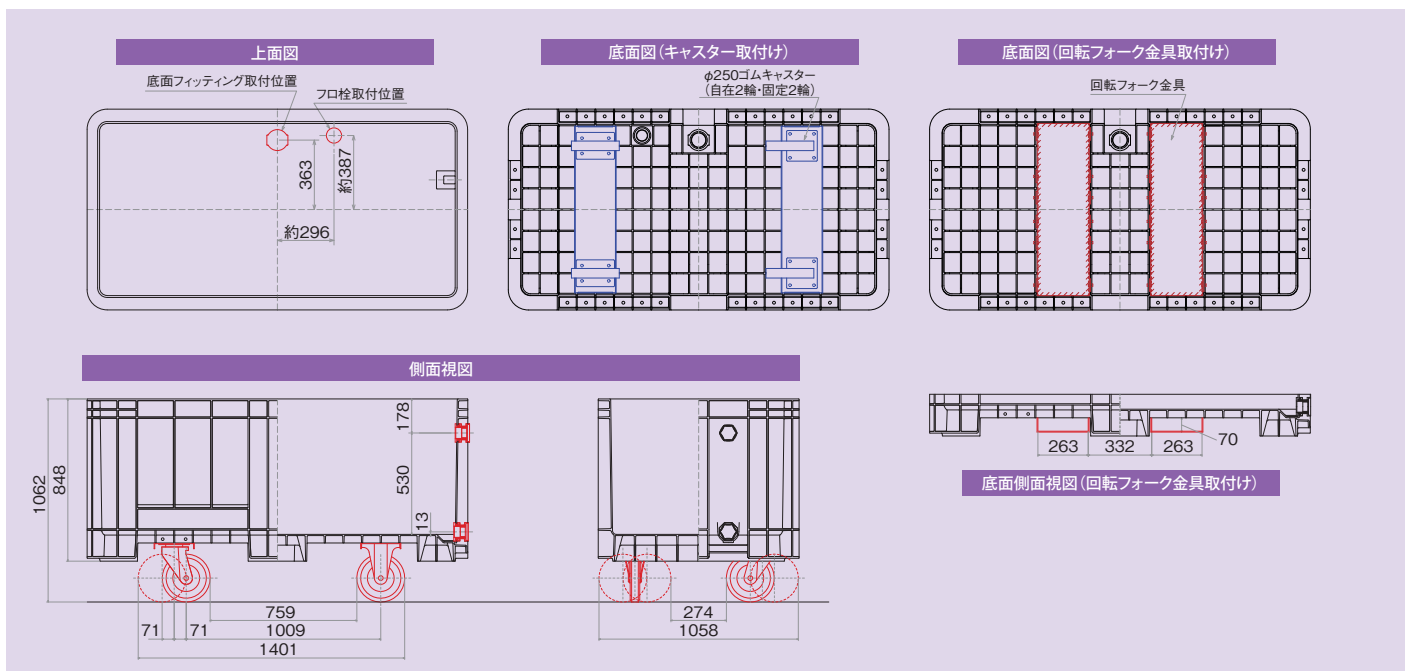 上面図
底面フィッティング取付位置
フロ栓取付位置
363
約387
約296
底面図(キャスター取付け)
φ250ゴムキャスター
(自在2輪・固定2輪)
底面図(回転フォーク金具取付け)
回転フォーク金具
側面視図
1062
848
178
530
13
759
71
71
1009
1401
274
1058
263
332
263
70
底面側面視図(回転フォーク金具取付け)